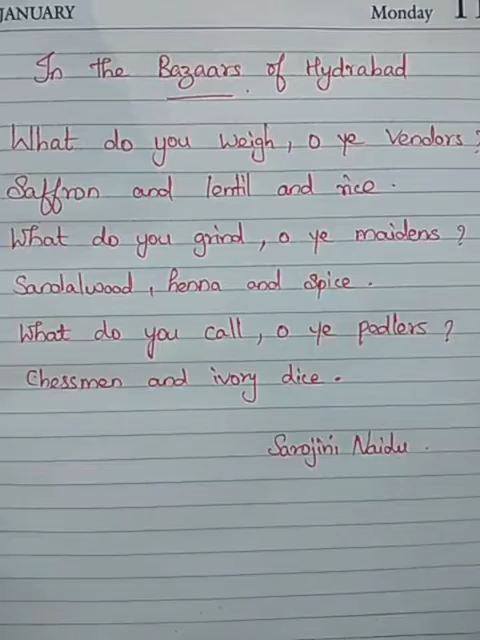 JANUARY Monday
In the Bazaars of Hydrabad
What do you weigh, o ye Vendors?
Saffron and lentil and rice.
What do you grind, o ye maidens?
Sandalwood, henna and spice.
What do you call, o ye pedlers?
Chessmen and ivory dice.
Sarojini Naidu.